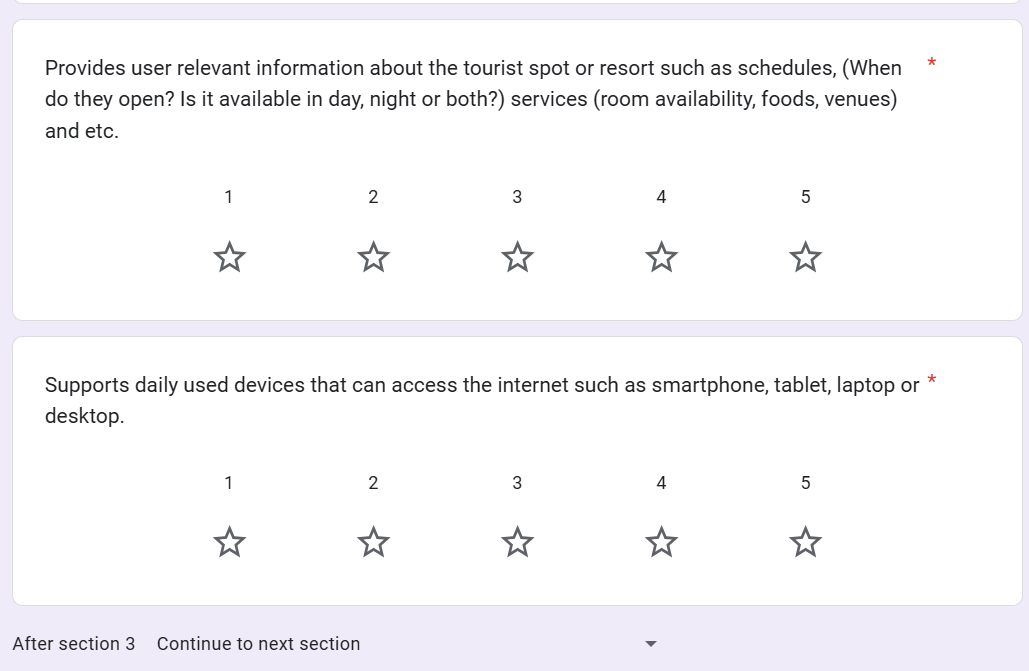 Provides user relevant information about the tourist spot or resort such as schedules, (When *
do they open? Is it available in day, night or both?) services (room availability, foods, venues)
and etc.
1 2 3 4 5
Supports daily used devices that can access the internet such as smartphone, tablet, laptop or *
desktop.
1 2 3 4 5
After section 3 Continue to next section